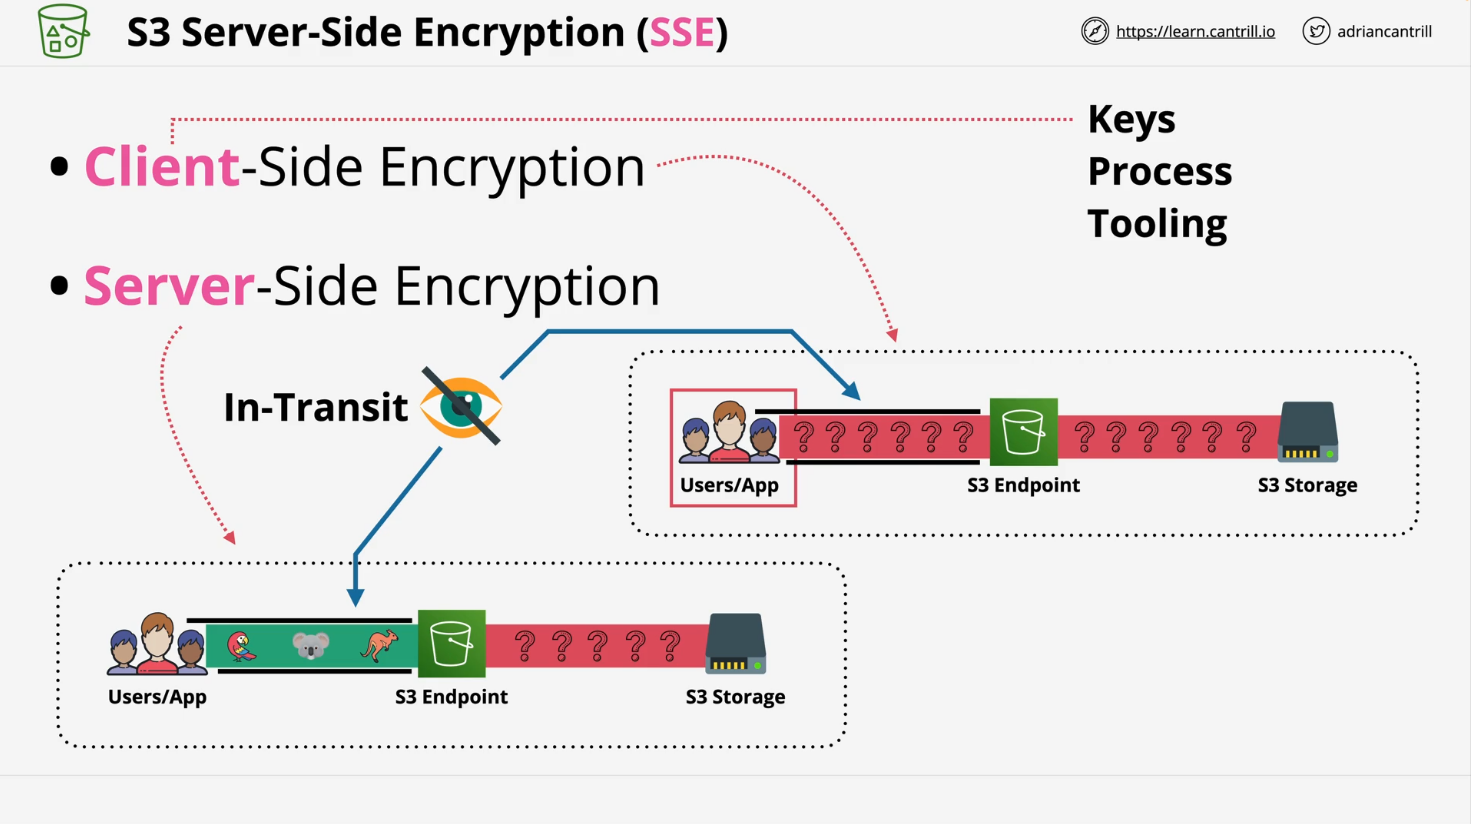 S3 Server-Side Encryption (SSE)
https://learn.cantrill.io
adriancantrill
• Client-Side Encryption
Keys
Process
Tooling
• Server-Side Encryption
In-Transit
? ? ? ? ? ?
? ? ? ? ? ?
Users/App
S3 Endpoint
S3 Storage
? ? ? ? ?
Users/App
S3 Endpoint
S3 Storage